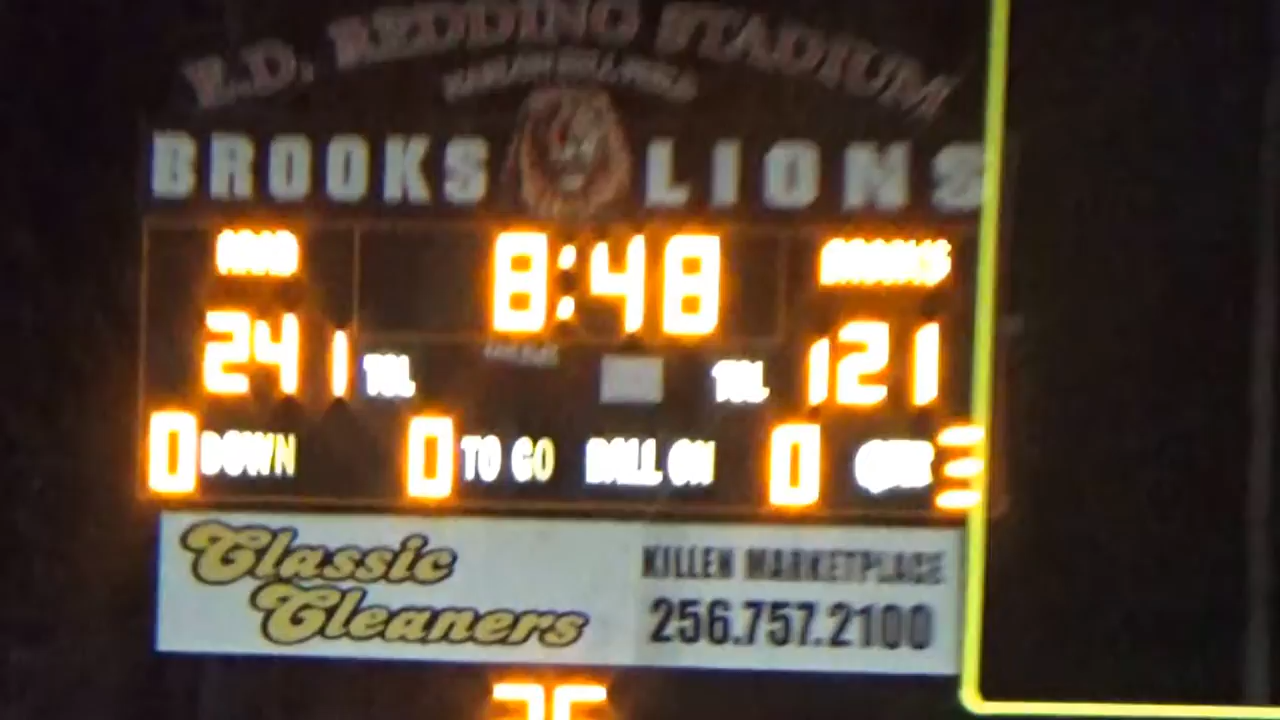 E.D. REDDING STADIUM
BROOKS LIONS
8:48
BROOKS
24 1 TOL
TOL 12 1
0 DOWN 0 TO GO BALL ON 0 QTR 3
Classic Cleaners
KILLEN MARKETPLACE
256.757.2100